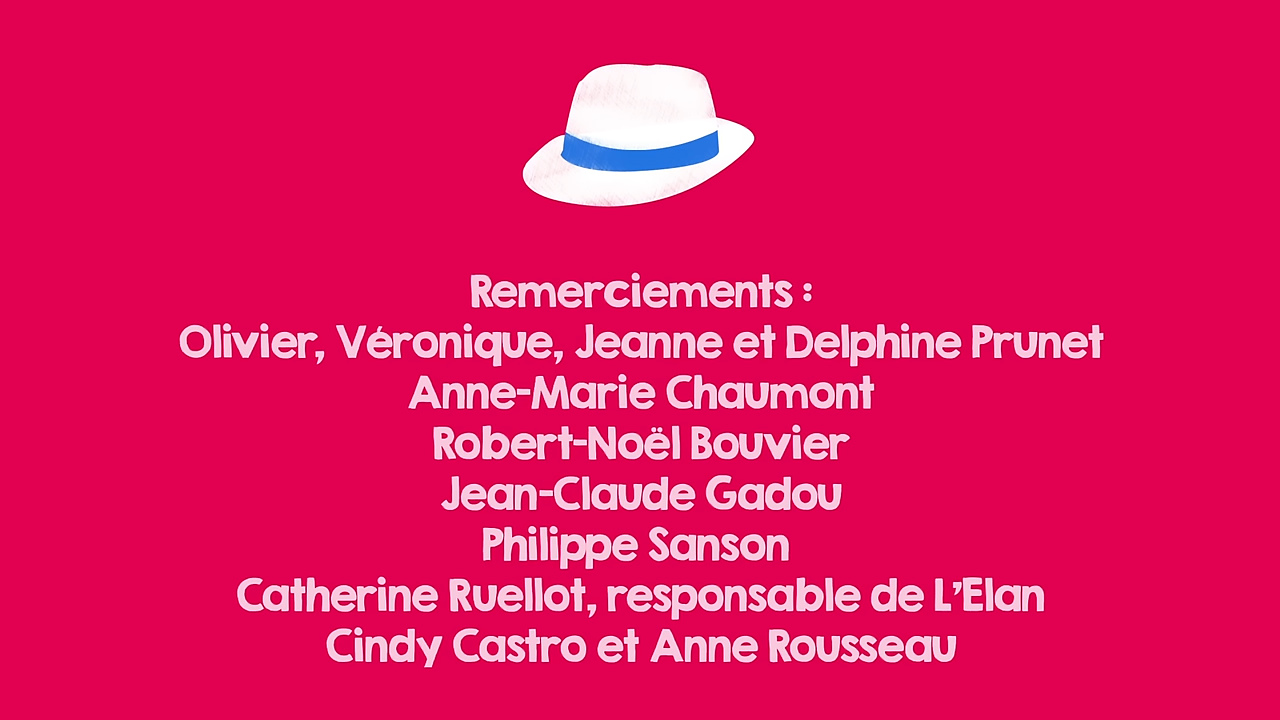 Remerciements :
Olivier, Véronique, Jeanne et Delphine Prunet
Anne-Marie Chaumont
Robert-Noël Bouvier
Jean-Claude Gadou
Philippe Sanson
Catherine Ruellot, responsable de L'Elan
Cindy Castro et Anne Rousseau